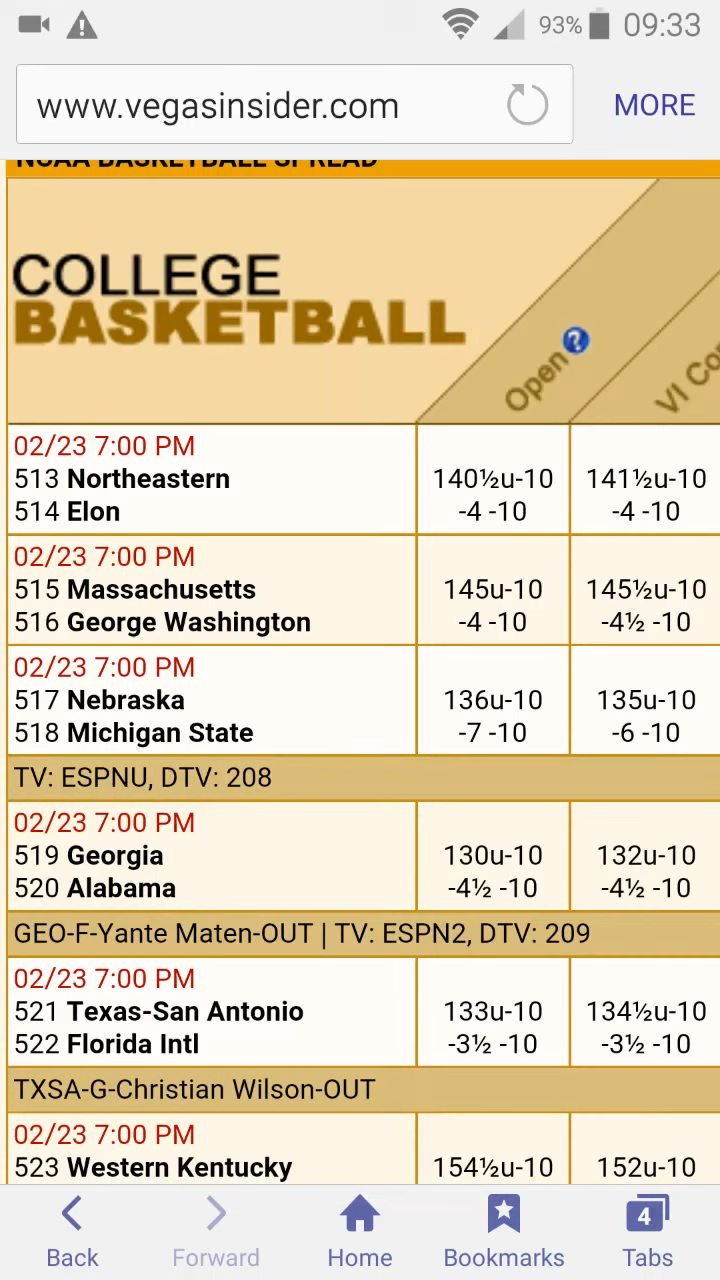 93% 09:33
www.vegasinsider.com MORE
NCAA BASKETBALL SPREAD
COLLEGE
BASKETBALL
Open ?
VI Co
02/23 7:00 PM
513 Northeastern 140½u-10 141½u-10
514 Elon -4 -10 -4 -10
02/23 7:00 PM
515 Massachusetts 145u-10 145½u-10
516 George Washington -4 -10 -4½ -10
02/23 7:00 PM
517 Nebraska 136u-10 135u-10
518 Michigan State -7 -10 -6 -10
TV: ESPNU, DTV: 208
02/23 7:00 PM
519 Georgia 130u-10 132u-10
520 Alabama -4½ -10 -4½ -10
GEO-F-Yante Maten-OUT | TV: ESPN2, DTV: 209
02/23 7:00 PM
521 Texas-San Antonio 133u-10 134½u-10
522 Florida Intl -3½ -10 -3½ -10
TXSA-G-Christian Wilson-OUT
02/23 7:00 PM
523 Western Kentucky 154½u-10 152u-10
4
Back Forward Home Bookmarks Tabs